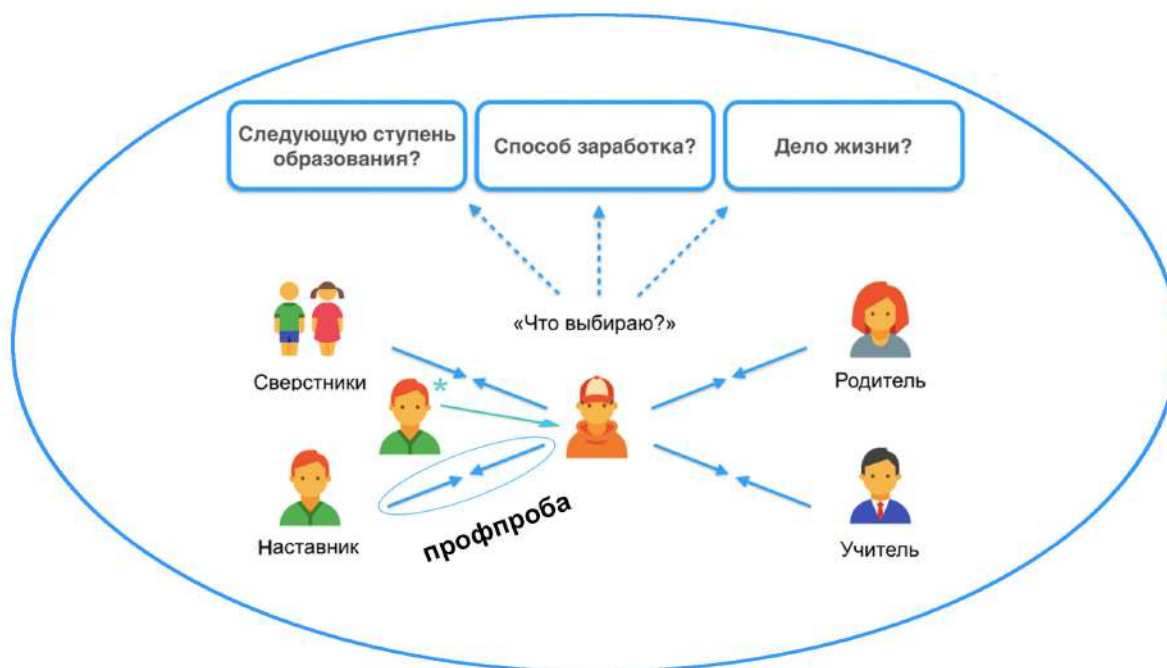 Следующую ступень
образования?
Способ заработка?
Дело жизни?
«Что выбираю?»
Сверстники
Родитель
*
Наставник
профпроба
Учитель